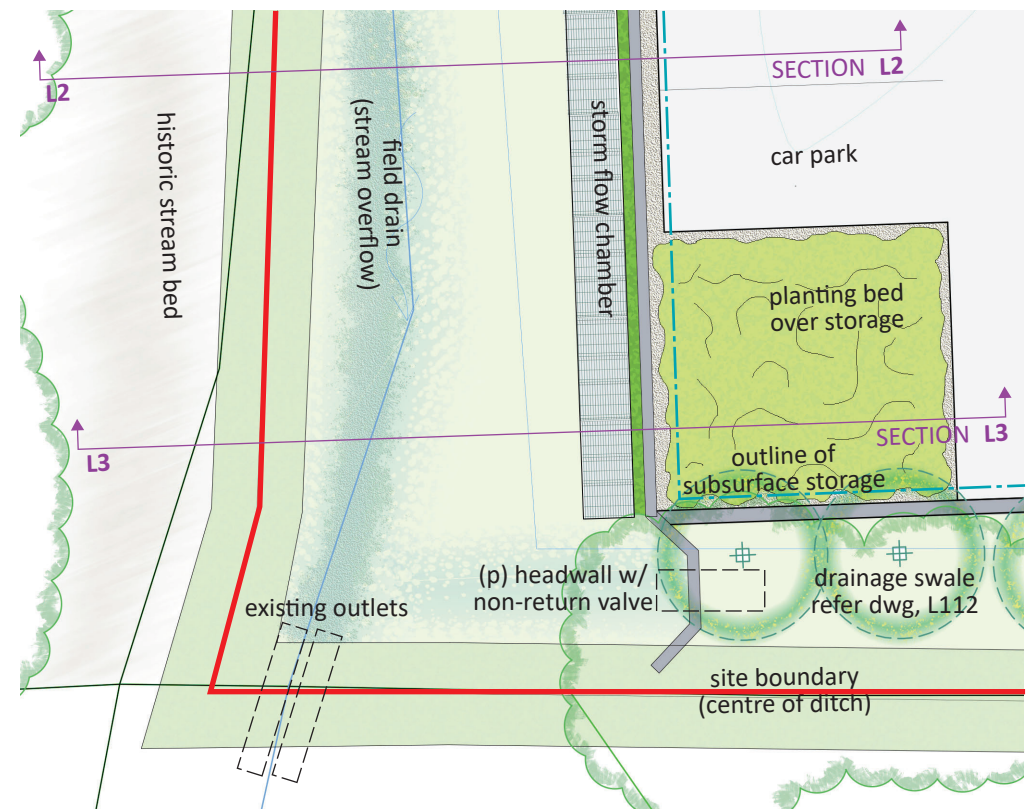 SECTION L2
L2
historic stream bed
field drain
(stream overflow)
storm flow chamber
car park
planting bed
over storage
SECTION L3
L3
outline of
subsurface storage
(p) headwall w/
non-return valve
drainage swale
refer dwg, L112
existing outlets
site boundary
(centre of ditch)